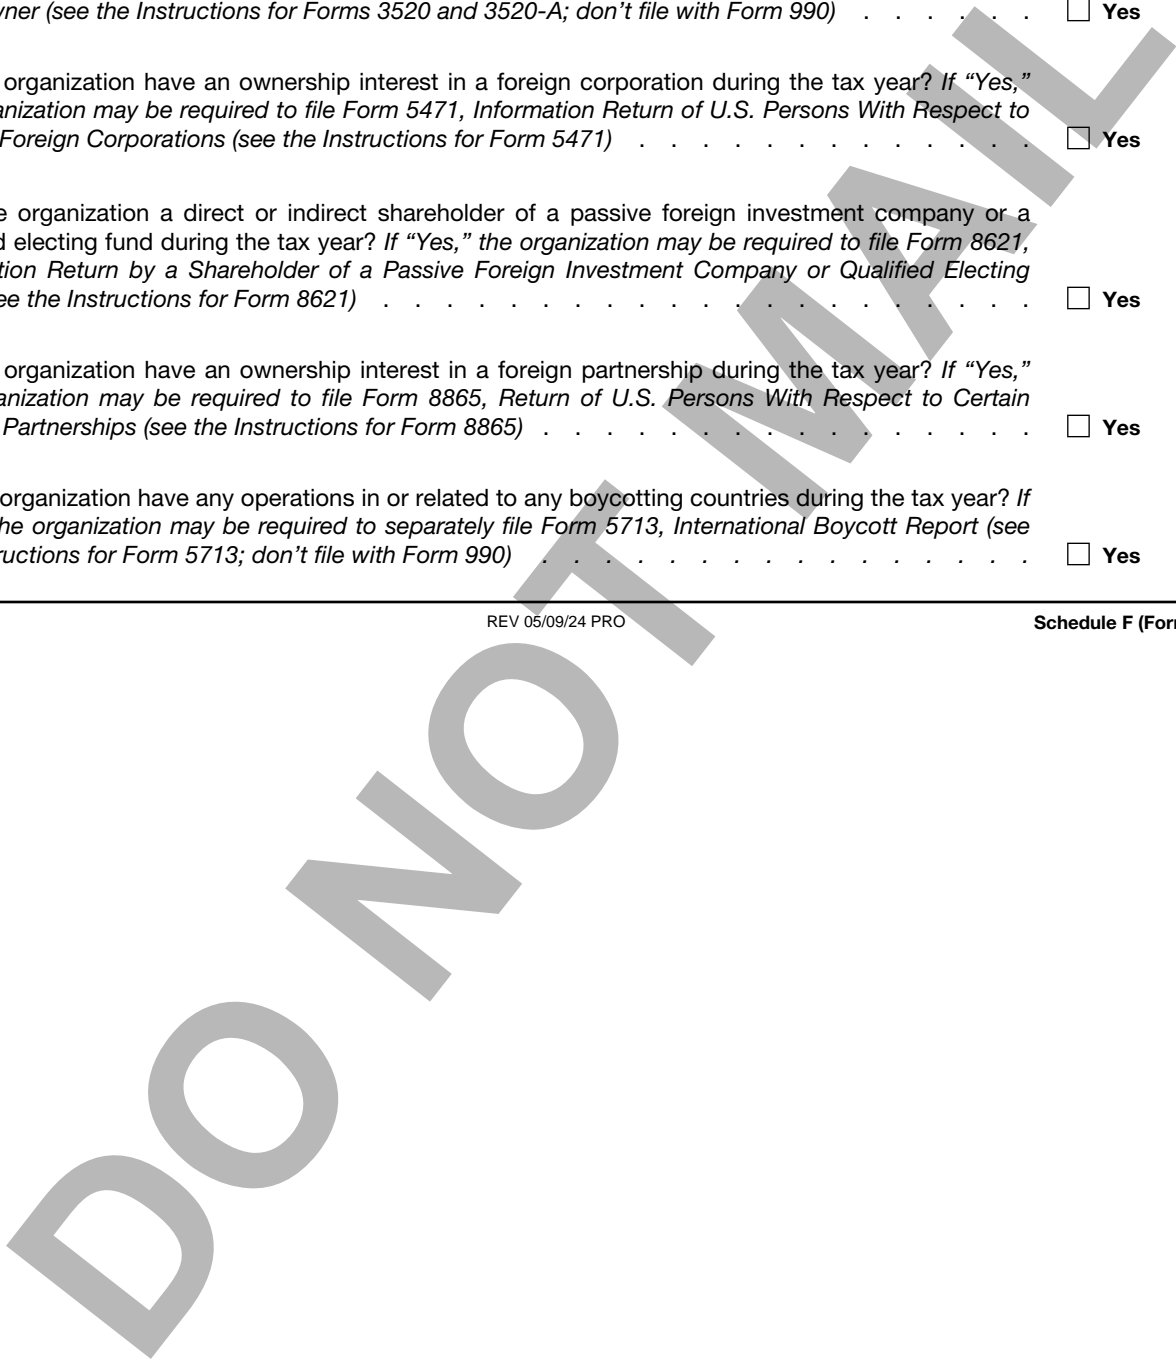 (see the Instructions for Forms 3520 and 3520-A; don’t file with Form 990) . . . . . . ☐ Yes
organization have an ownership interest in a foreign corporation during the tax year? If “Yes,”
may be required to file Form 5471, Information Return of U.S. Persons With Respect to
Foreign Corporations (see the Instructions for Form 5471) . . . . . . . . . . . . . ☐ Yes
organization a direct or indirect shareholder of a passive foreign investment company or a
electing fund during the tax year? If “Yes,” the organization may be required to file Form 8621,
Return by a Shareholder of a Passive Foreign Investment Company or Qualified Electing
the Instructions for Form 8621) . . . . . . . . . . . . . . . . . . . . . ☐ Yes
organization have an ownership interest in a foreign partnership during the tax year? If “Yes,”
may be required to file Form 8865, Return of U.S. Persons With Respect to Certain
Partnerships (see the Instructions for Form 8865) . . . . . . . . . . . . . . . . ☐ Yes
organization have any operations in or related to any boycotting countries during the tax year? If
the organization may be required to separately file Form 5713, International Boycott Report (see
for Form 5713; don’t file with Form 990) . . . . . . . . . . . . . . . . ☐ Yes
REV 05/09/24 PRO Schedule F
DO NOT MAIL